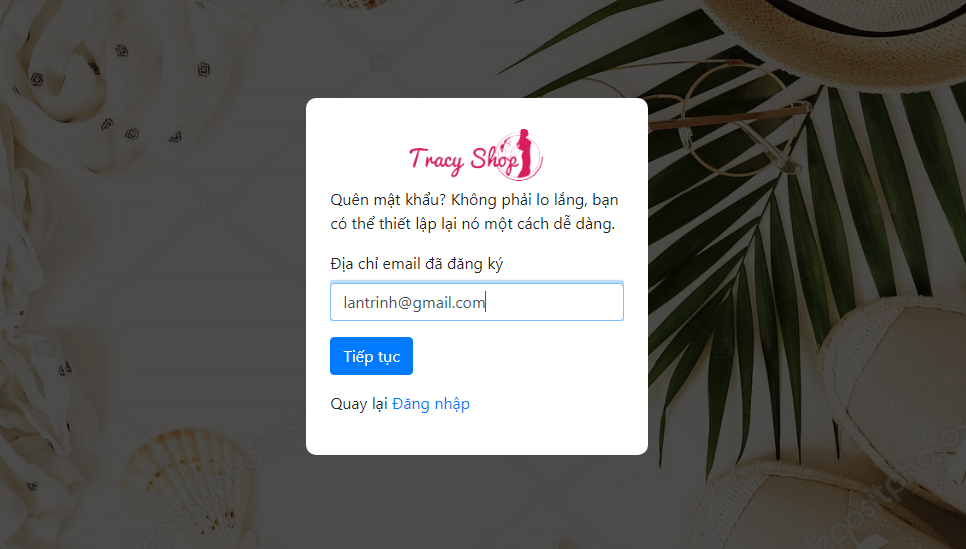 Tracy Shop
Quên mật khẩu? Không phải lo lắng, bạn
có thể thiết lập lại nó một cách dễ dàng.
Địa chỉ email đã đăng ký
lantrinh@gmail.com
Tiếp tục
Quay lại Đăng nhập
depositphotos